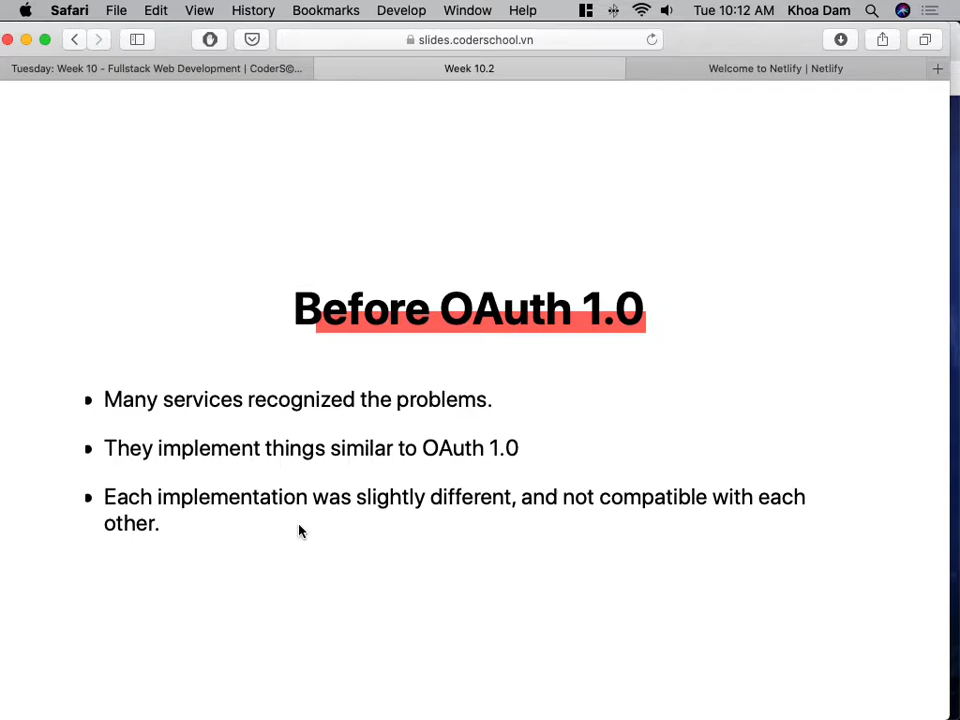 Safari File Edit View History Bookmarks Develop Window Help Tue 10:12 AM Khoa Dam
slides.coderschool.vn
Tuesday: Week 10 - Fullstack Web Development | CoderS©... Week 10.2 Welcome to Netlify | Netlify
Before OAuth 1.0
Many services recognized the problems.
They implement things similar to OAuth 1.0
Each implementation was slightly different, and not compatible with each
other.